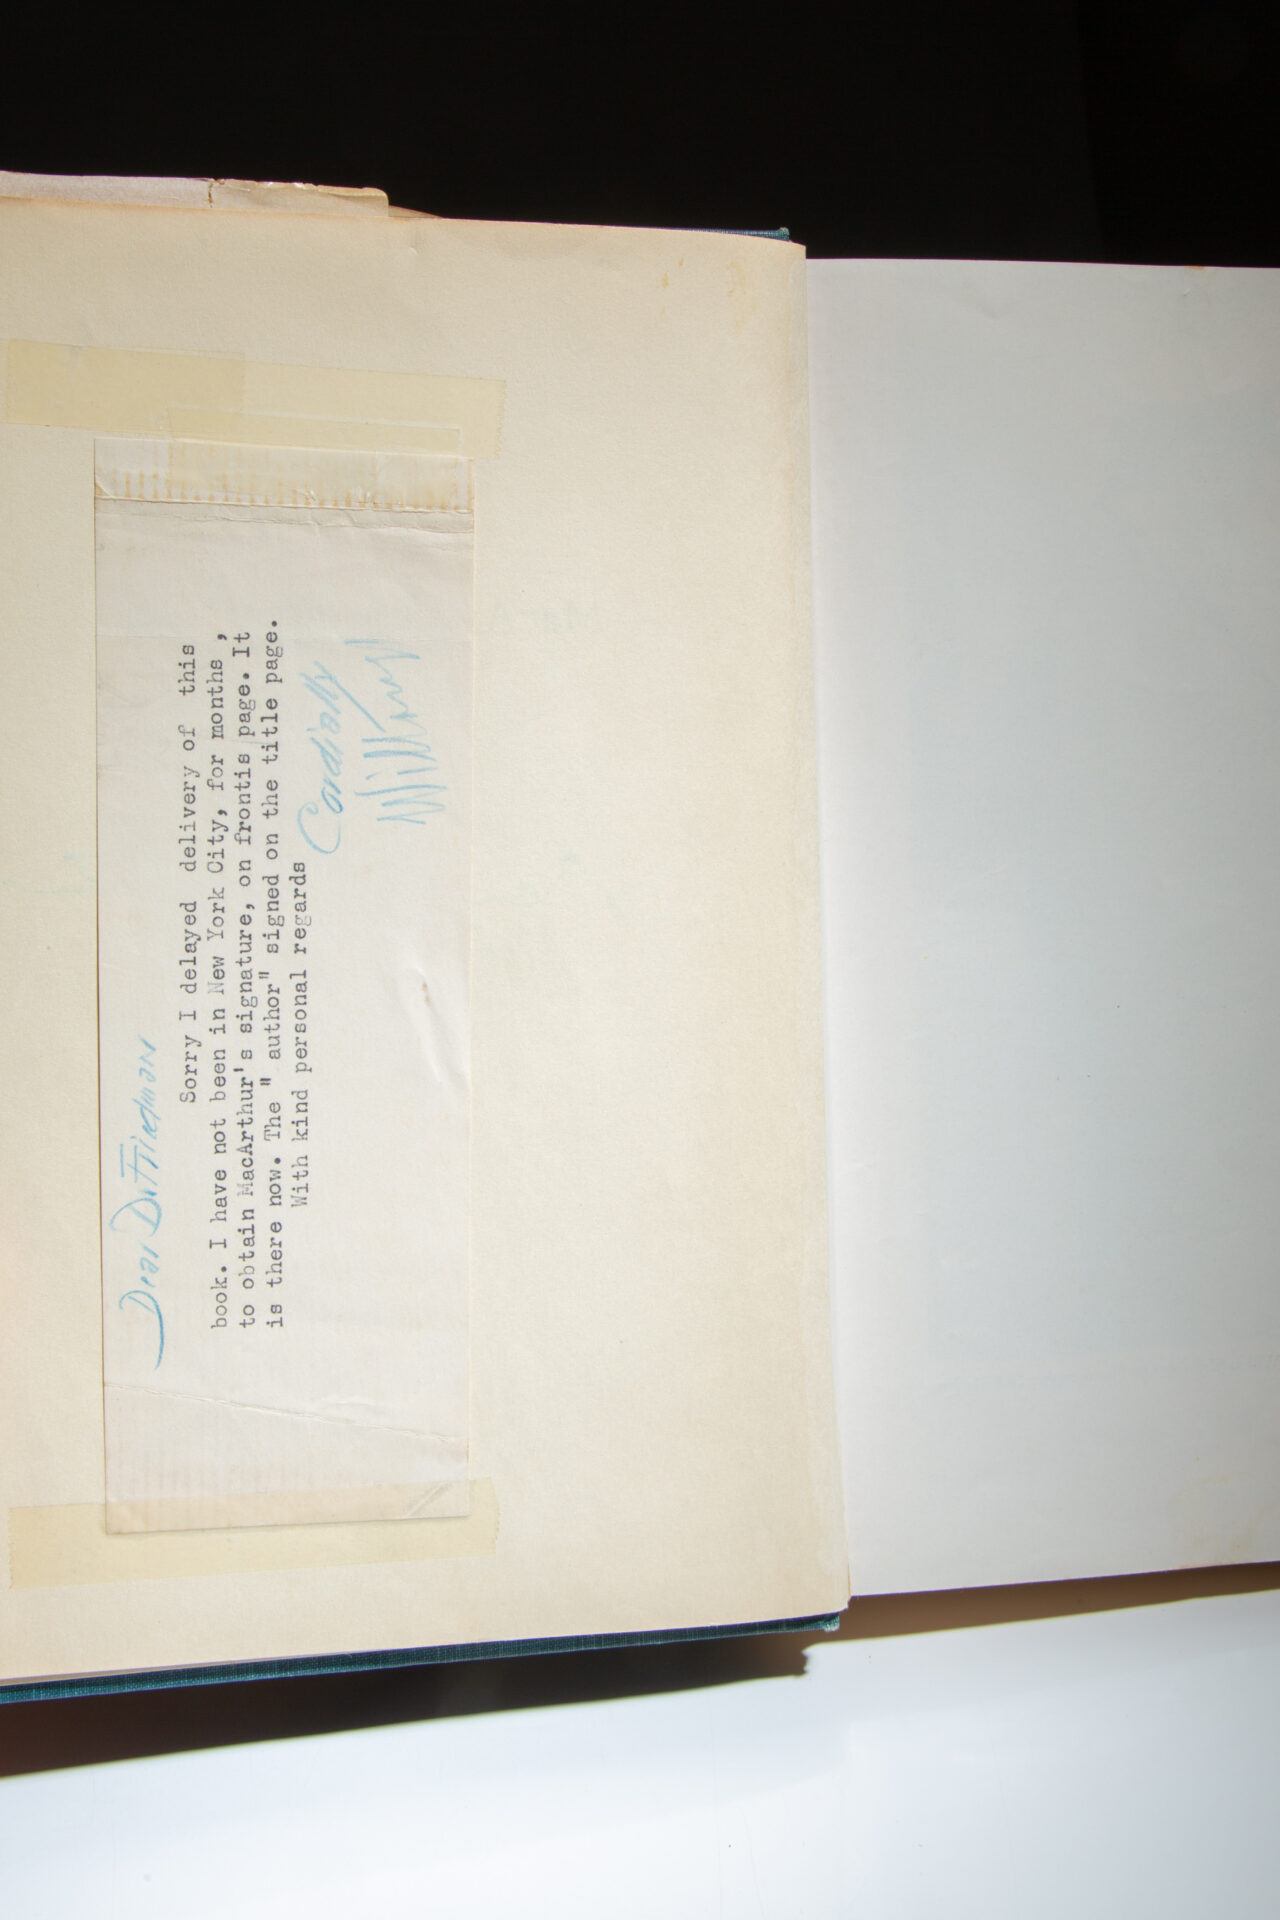 Dear Dr. Friedman
Sorry I delayed delivery of this
book. I have not been in New York City, for months ,
to obtain MacArthur's signature, on frontis page. It
is there now. The " author" signed on the title page.
With kind personal regards
Cordially